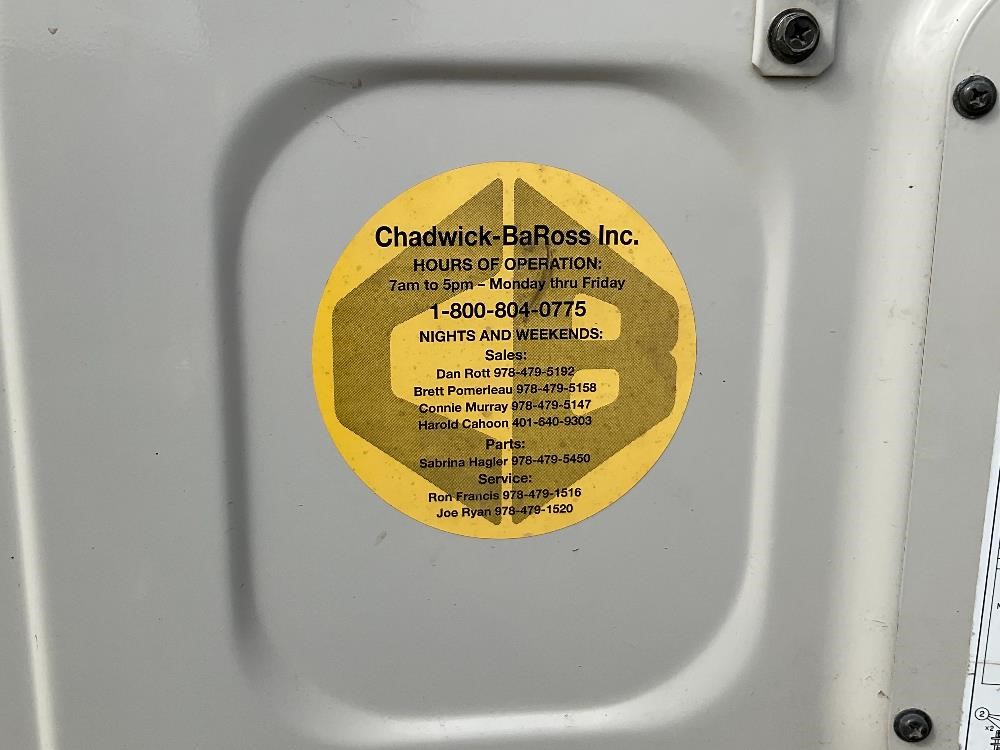 Chadwick-BaRoss Inc.
HOURS OF OPERATION:
7am to 5pm – Monday thru Friday
1-800-804-0775
NIGHTS AND WEEKENDS:
Sales:
Dan Rott 978-479-5192
Brett Pomerleau 978-479-5158
Connie Murray 978-479-5147
Harold Cahoon 401-640-9303
Parts:
Sabrina Hagler 978-479-5450
Service:
Ron Francis 978-479-1516
Joe Ryan 978-479-1520
2
x2